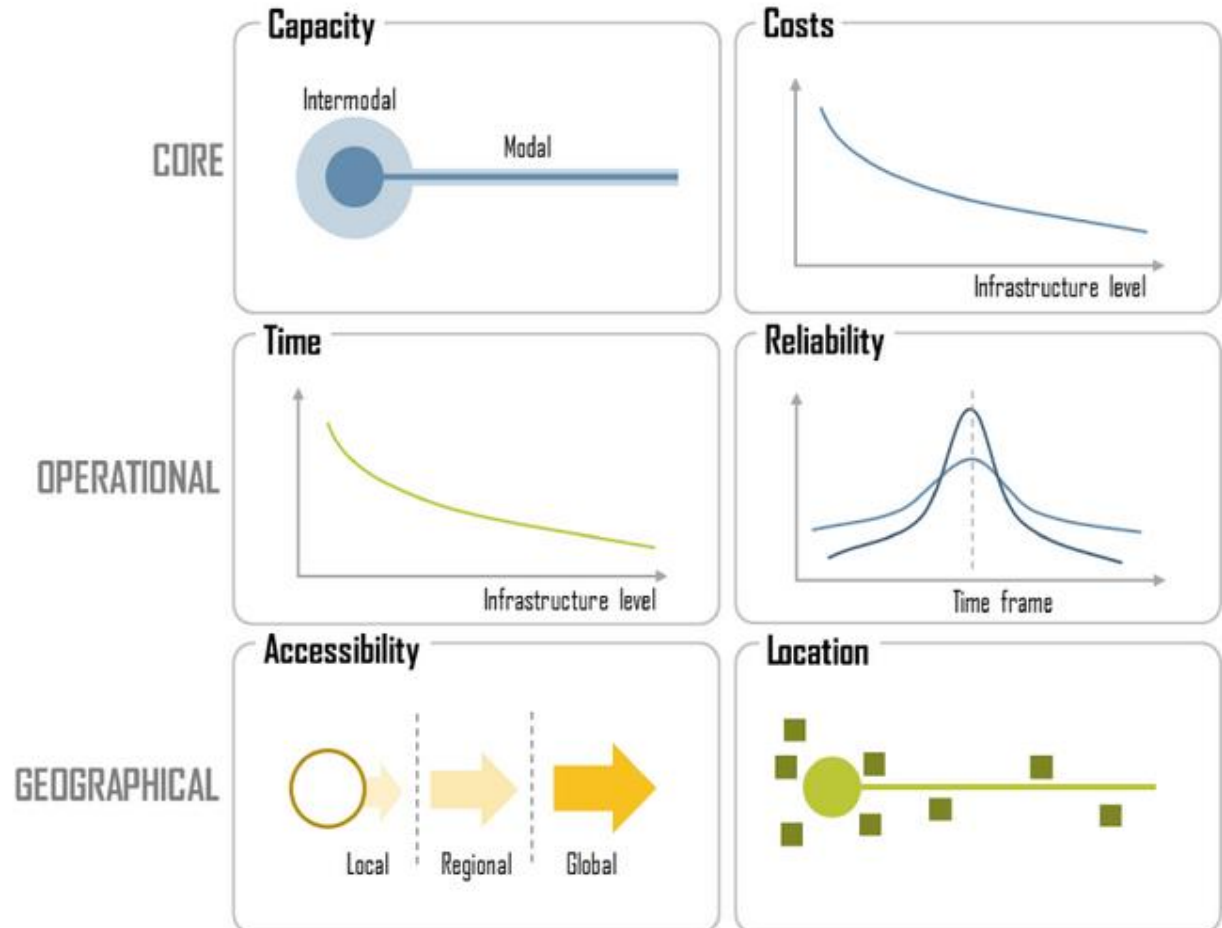 Capacity
Costs
CORE
Intermodal
Modal
Infrastructure level
Time
Reliability
OPERATIONAL
Infrastructure level
Time frame
Accessibility
Location
GEOGRAPHICAL
Local
Regional
Global